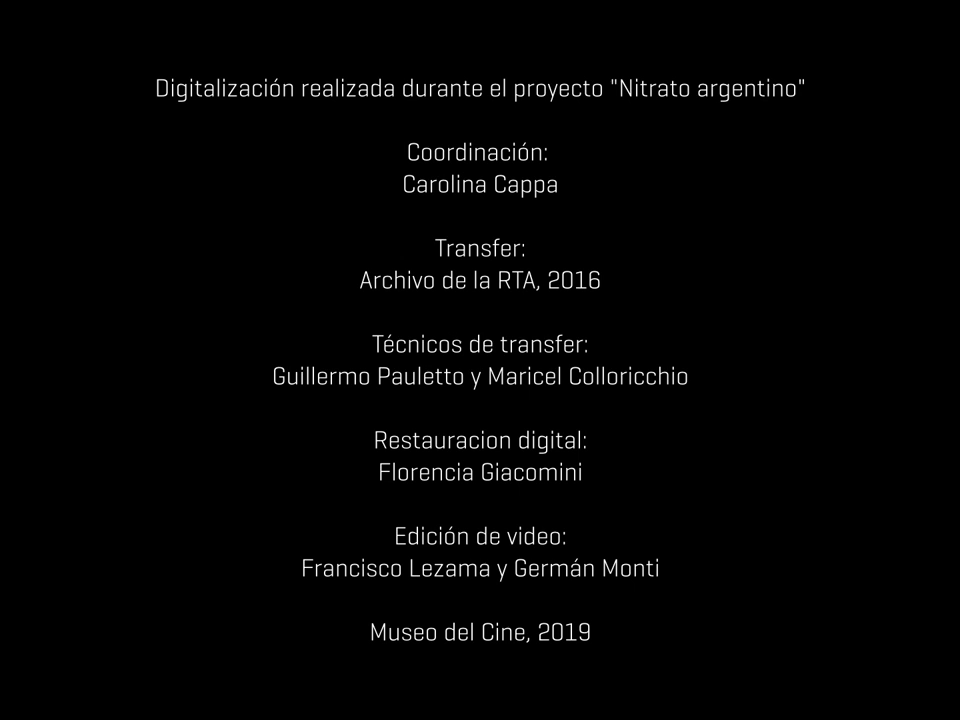 Digitalización realizada durante el proyecto "Nitrato argentino"
Coordinación:
Carolina Cappa
Transfer:
Archivo de la RTA, 2016
Técnicos de transfer:
Guillermo Pauletto y Maricel Colloricchio
Restauracion digital:
Florencia Giacomini
Edición de video:
Francisco Lezama y Germán Monti
Museo del Cine, 2019